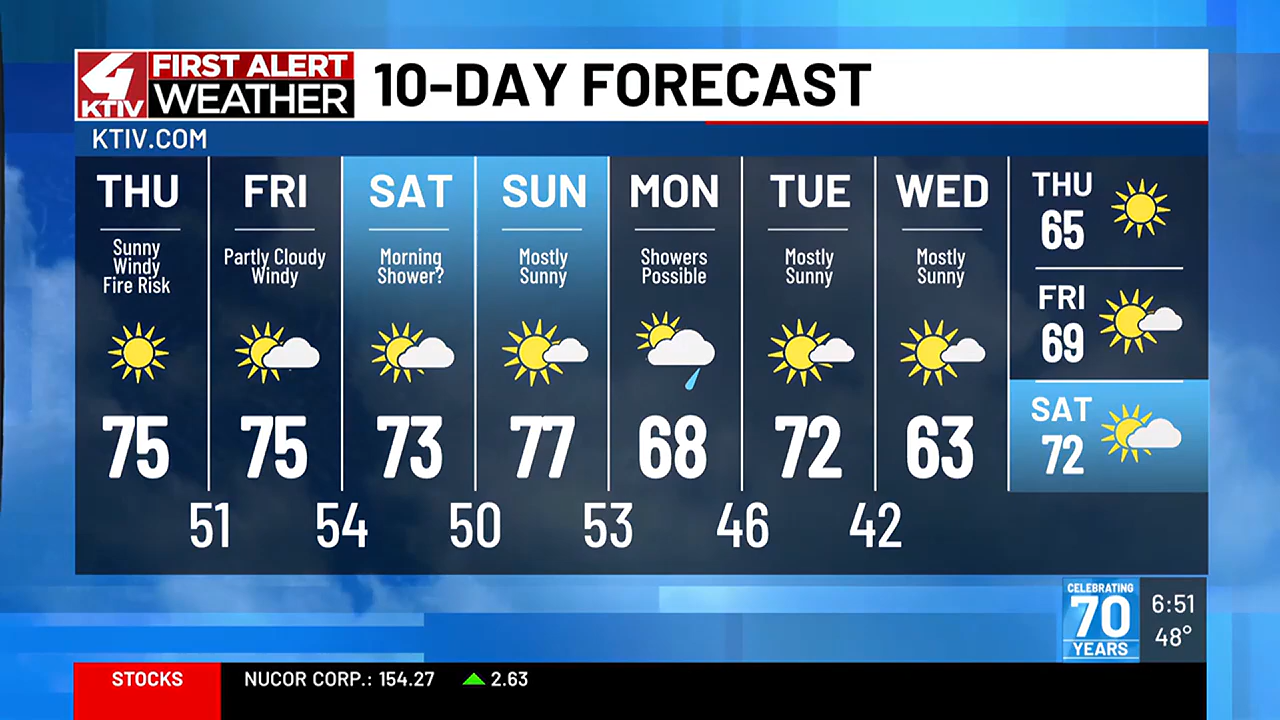 4
KTIV
FIRST ALERT
WEATHER
10-DAY FORECAST
KTIV.COM
THU
Sunny
Windy
Fire Risk
75
FRI
Partly Cloudy
Windy
75
SAT
Morning
Shower?
73
SUN
Mostly
Sunny
77
MON
Showers
Possible
68
TUE
Mostly
Sunny
72
WED
Mostly
Sunny
63
51 54 50 53 46 42
THU
65
FRI
69
SAT
72
CELEBRATING
70
YEARS
6:51
48°
STOCKS NUCOR CORP.: 154.27 2.63